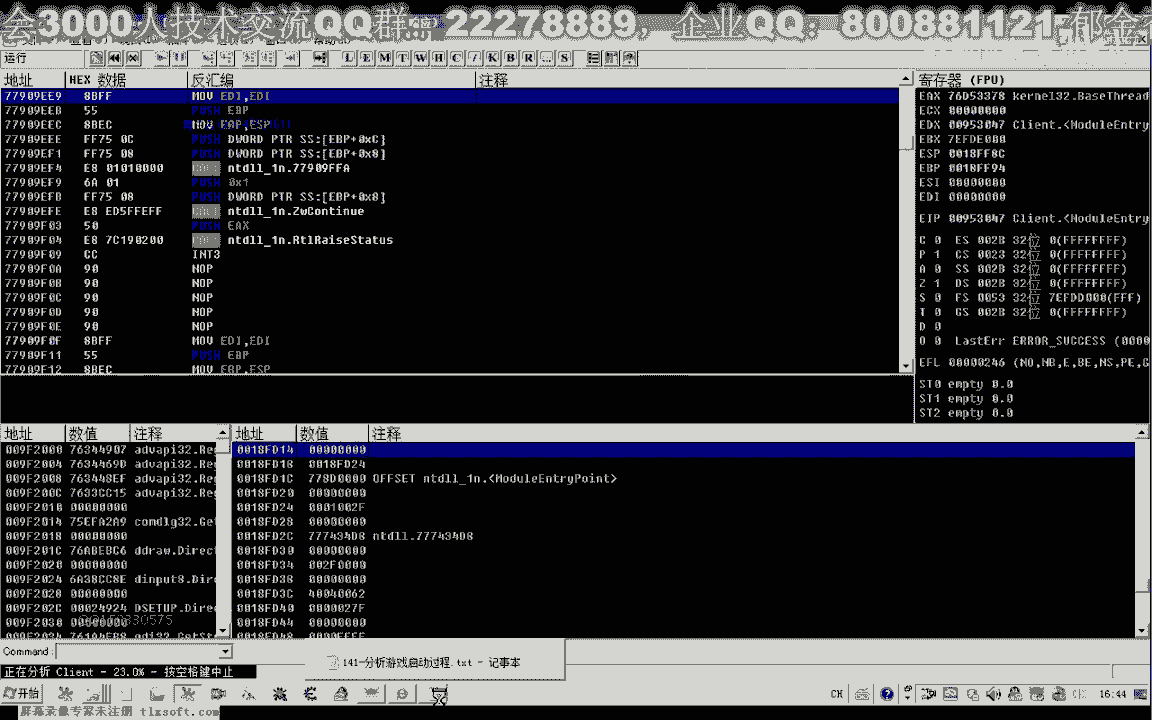 会3000人技术交流QQ群: 22278889, 企业QQ: 800881121 郁金香
运行
L E M T W H C / K B R ... S
地址 HEX 数据 反汇编 注释
77909EE9 8BFF MOV EDI,EDI
77909EEB 55 PUSH EBP
77909EEC 8BEC MOV EBP,ESP
77909EEE FF75 0C PUSH DWORD PTR SS:[EBP+0xC]
77909EF1 FF75 08 PUSH DWORD PTR SS:[EBP+0x8]
77909EF4 E8 01010000 CALL ntdll_1n.77909FFA
77909EF9 6A 01 PUSH 0x1
77909EFB FF75 08 PUSH DWORD PTR SS:[EBP+0x8]
77909EFE E8 ED5FFEFF CALL ntdll_1n.ZwContinue
77909F03 50 PUSH EAX
77909F04 E8 7C190200 CALL ntdll_1n.RtlRaiseStatus
77909F09 CC INT3
77909F0A 90 NOP
77909F0B 90 NOP
77909F0C 90 NOP
77909F0D 90 NOP
77909F0E 90 NOP
77909F0F 8BFF MOV EDI,EDI
77909F11 55 PUSH EBP
77909F12 8BEC MOV EBP,ESP
寄存器 (FPU)
EAX 76D53378 kernel32.BaseThread
ECX 00000000
EDX 00953047 Client.<ModuleEntry
EBX 7EFDE000
ESP 0018FF8C
EBP 0018FF94
ESI 00000000
EDI 00000000
EIP 00953047 Client.<ModuleEntry
C 0 ES 002B 32位 0(FFFFFFFF)
P 1 CS 0023 32位 0(FFFFFFFF)
A 0 SS 002B 32位 0(FFFFFFFF)
Z 1 DS 002B 32位 0(FFFFFFFF)
S 0 FS 0053 32位 7EFDD000(FFF)
T 0 GS 002B 32位 0(FFFFFFFF)
D 0
O 0 LastErr ERROR_SUCCESS (0000
EFL 00000246 (NO,NB,E,BE,NS,PE,G
ST0 empty 0.0
ST1 empty 0.0
ST2 empty 0.0
地址 数值 注释
009F2000 76344907 advapi32.Reg
009F2004 7634469D advapi32.Reg
009F2008 763448EF advapi32.Reg
009F200C 7633CC15 advapi32.Reg
009F2010 00000000
009F2014 75EFA2A9 comdlg32.Get
009F2018 00000000
009F201C 76ABEBC6 ddraw.Direct
009F2020 00000000
009F2024 6A38CC8E dinput8.Dire
009F2028 00000000
009F202C 00024924 DSETUP.Direc
009F2030 00000000
地址 数值 注释
0018FD14 00000000
0018FD18 0018FD24
0018FD1C 778D0000 OFFSET ntdll_1n.<ModuleEntryPoint>
0018FD20 00000000
0018FD24 0001002F
0018FD28 00000000
0018FD2C 777434D8 ntdll.777434D8
0018FD30 00000000
0018FD34 002F0000
0018FD38 00000000
0018FD3C 40040062
0018FD40 0000027F
0018FD44 00000000
0018FD48 0000FFFF
Command:
141-分析游戏启动过程.txt - 记事本
正在分析 Client - 23.0% - 按空格键中止
开始
CH
16:44
屏幕录像专家未注册 tlxsoft.com